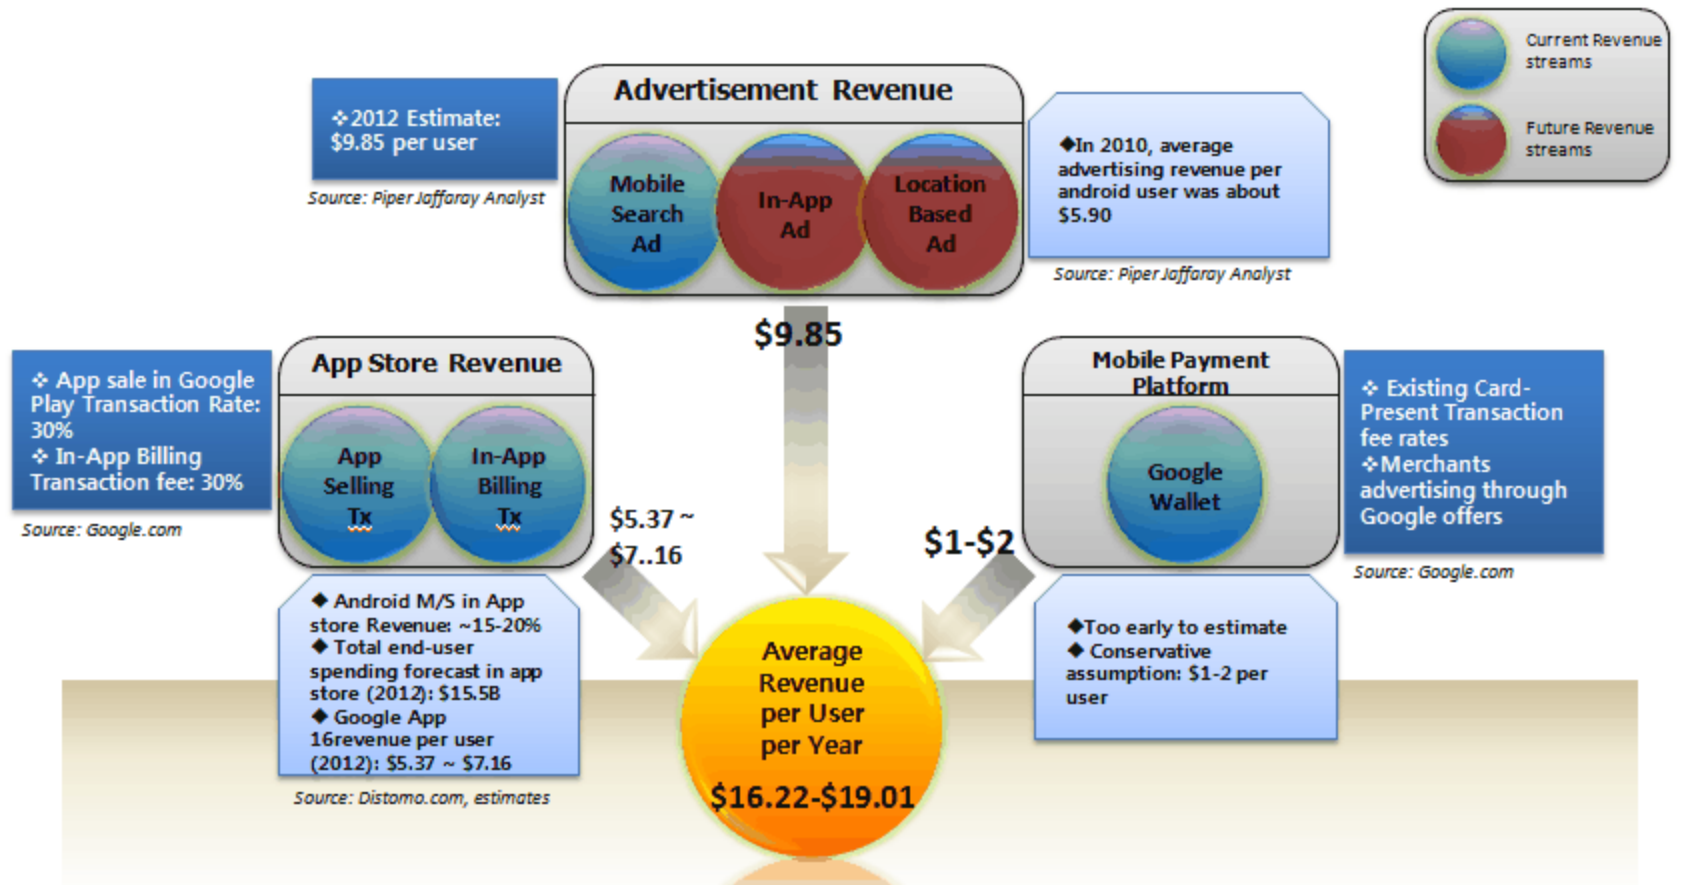 Current Revenue
streams
Future Revenue
streams
Advertisement Revenue
❖2012 Estimate:
$9.85 per user
Source: Piper Jaffaray Analyst
Mobile
Search
Ad
In-App
Ad
Location
Based
Ad
◆In 2010, average
advertising revenue per
android user was about
$5.90
Source: Piper Jaffaray Analyst
$9.85
❖ App sale in Google
Play Transaction Rate:
30%
❖ In-App Billing
Transaction fee: 30%
Source: Google.com
App Store Revenue
App
Selling
Tx
In-App
Billing
Tx
$5.37 ~
$7..16
◆ Android M/S in App
store Revenue: ~15-20%
◆ Total end-user
spending forecast in app
store (2012): $15.5B
◆ Google App
16revenue per user
(2012): $5.37 ~ $7.16
Source: Distomo.com, estimates
Mobile Payment
Platform
Google
Wallet
$1-$2
❖ Existing Card-
Present Transaction
fee rates
❖Merchants
advertising through
Google offers
Source: Google.com
◆Too early to estimate
◆ Conservative
assumption: $1-2 per
user
Average
Revenue
per User
per Year
$16.22-$19.01